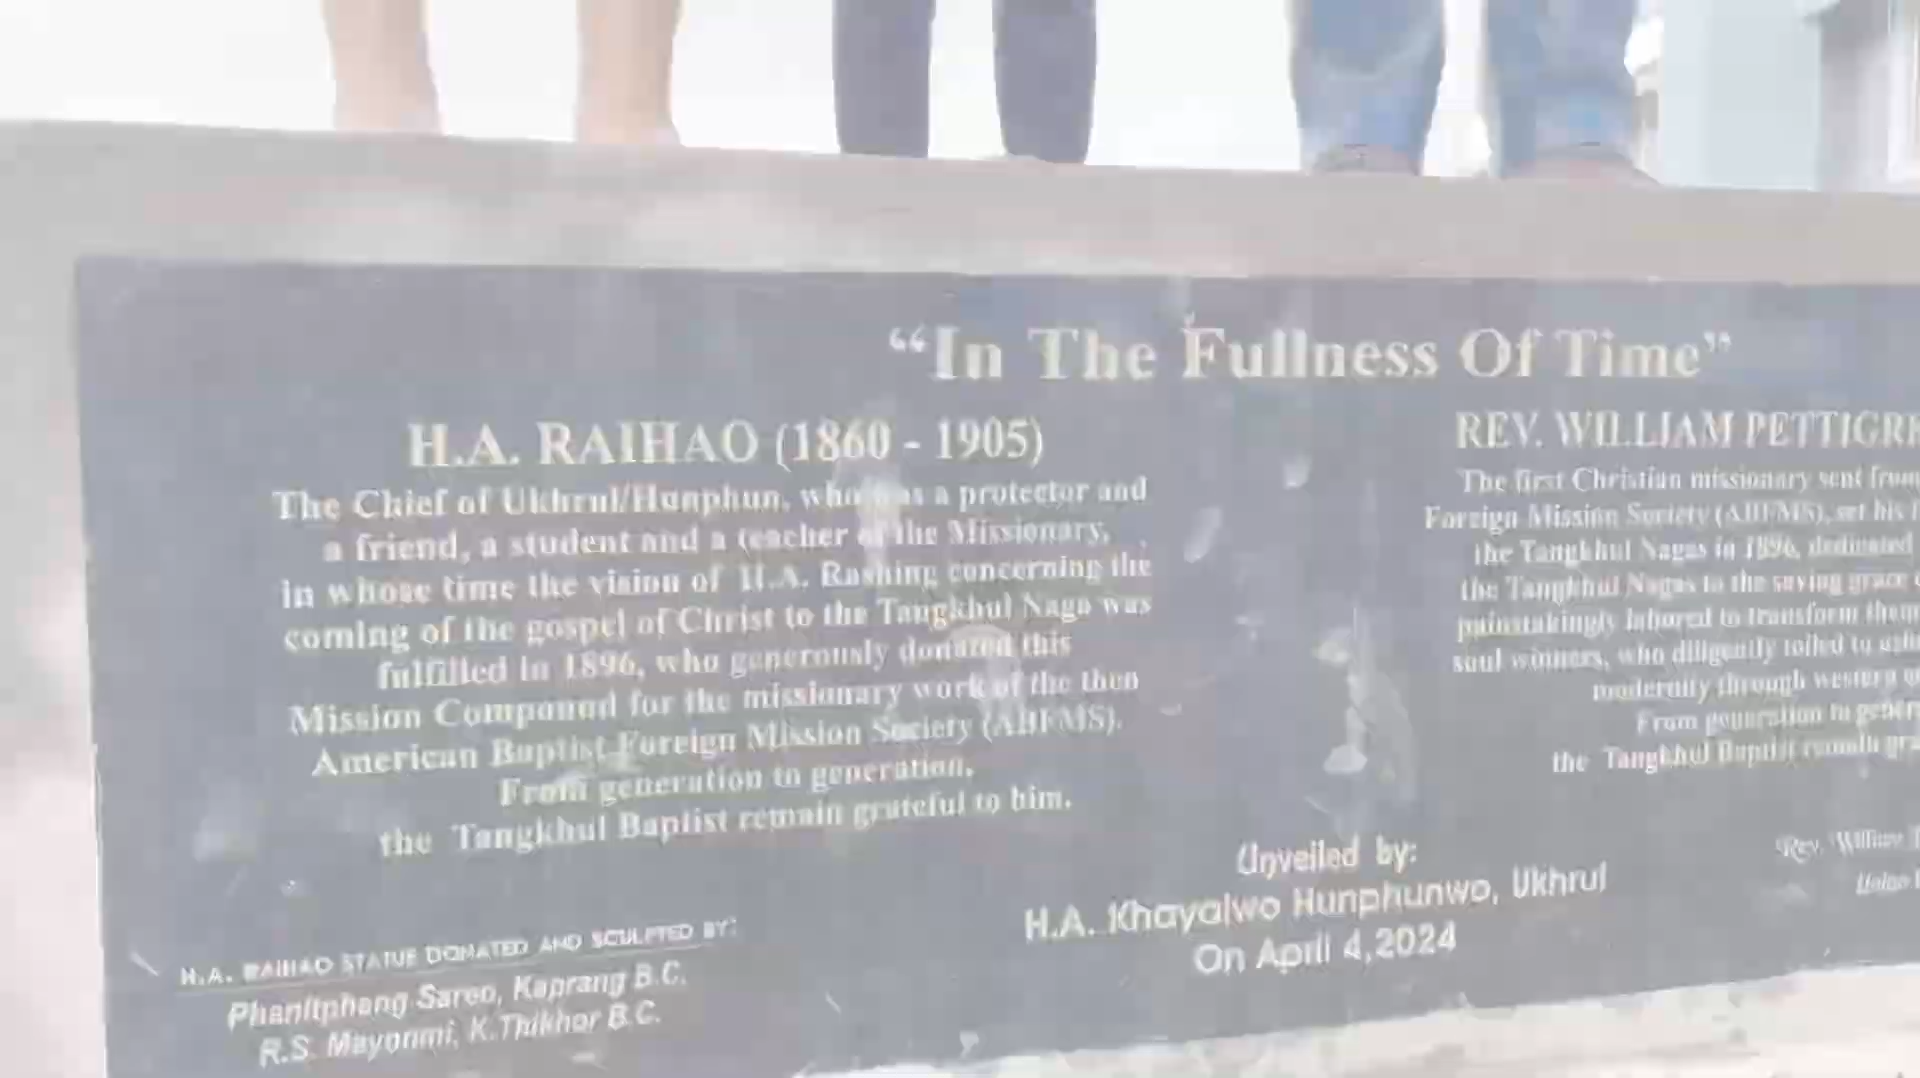 “In The Fullness Of Time”
H.A. RAIHAO (1860 - 1905)
The Chief of Ukhrul/Hunphun, who was a protector and
a friend, a student and a teacher of the Missionary,
in whose time the vision of H.A. Rashing concerning the
coming of the gospel of Christ to the Tangkhul Naga was
fulfilled in 1896, who generously donated this
Mission Compound for the missionary work of the then
American Baptist Foreign Mission Society (ABFMS).
From generation to generation,
the Tangkhul Baptist remain grateful to him.
H.A. RAIHAO STATUE DONATED AND SCULPTED BY:
Phanitphang Sareo, Kaprang B.C.
R.S. Mayonmi, K.Thikhor B.C.
REV. WILLIAM
The first Christian missionary sent from
Foreign Mission Society (ABFMS), set his
the Tangkhul Nagas in 1896, dedicated
the Tangkhul Nagas to the saving grace
painstakingly labored to transform them
soul winners, who diligently toiled to
modernity through western
From generation to
the Tangkhul Baptist remain
Unveiled by:
H.A. Khayaiwo Hunphunwo, Ukhrul
On April 4,2024
Rev. William